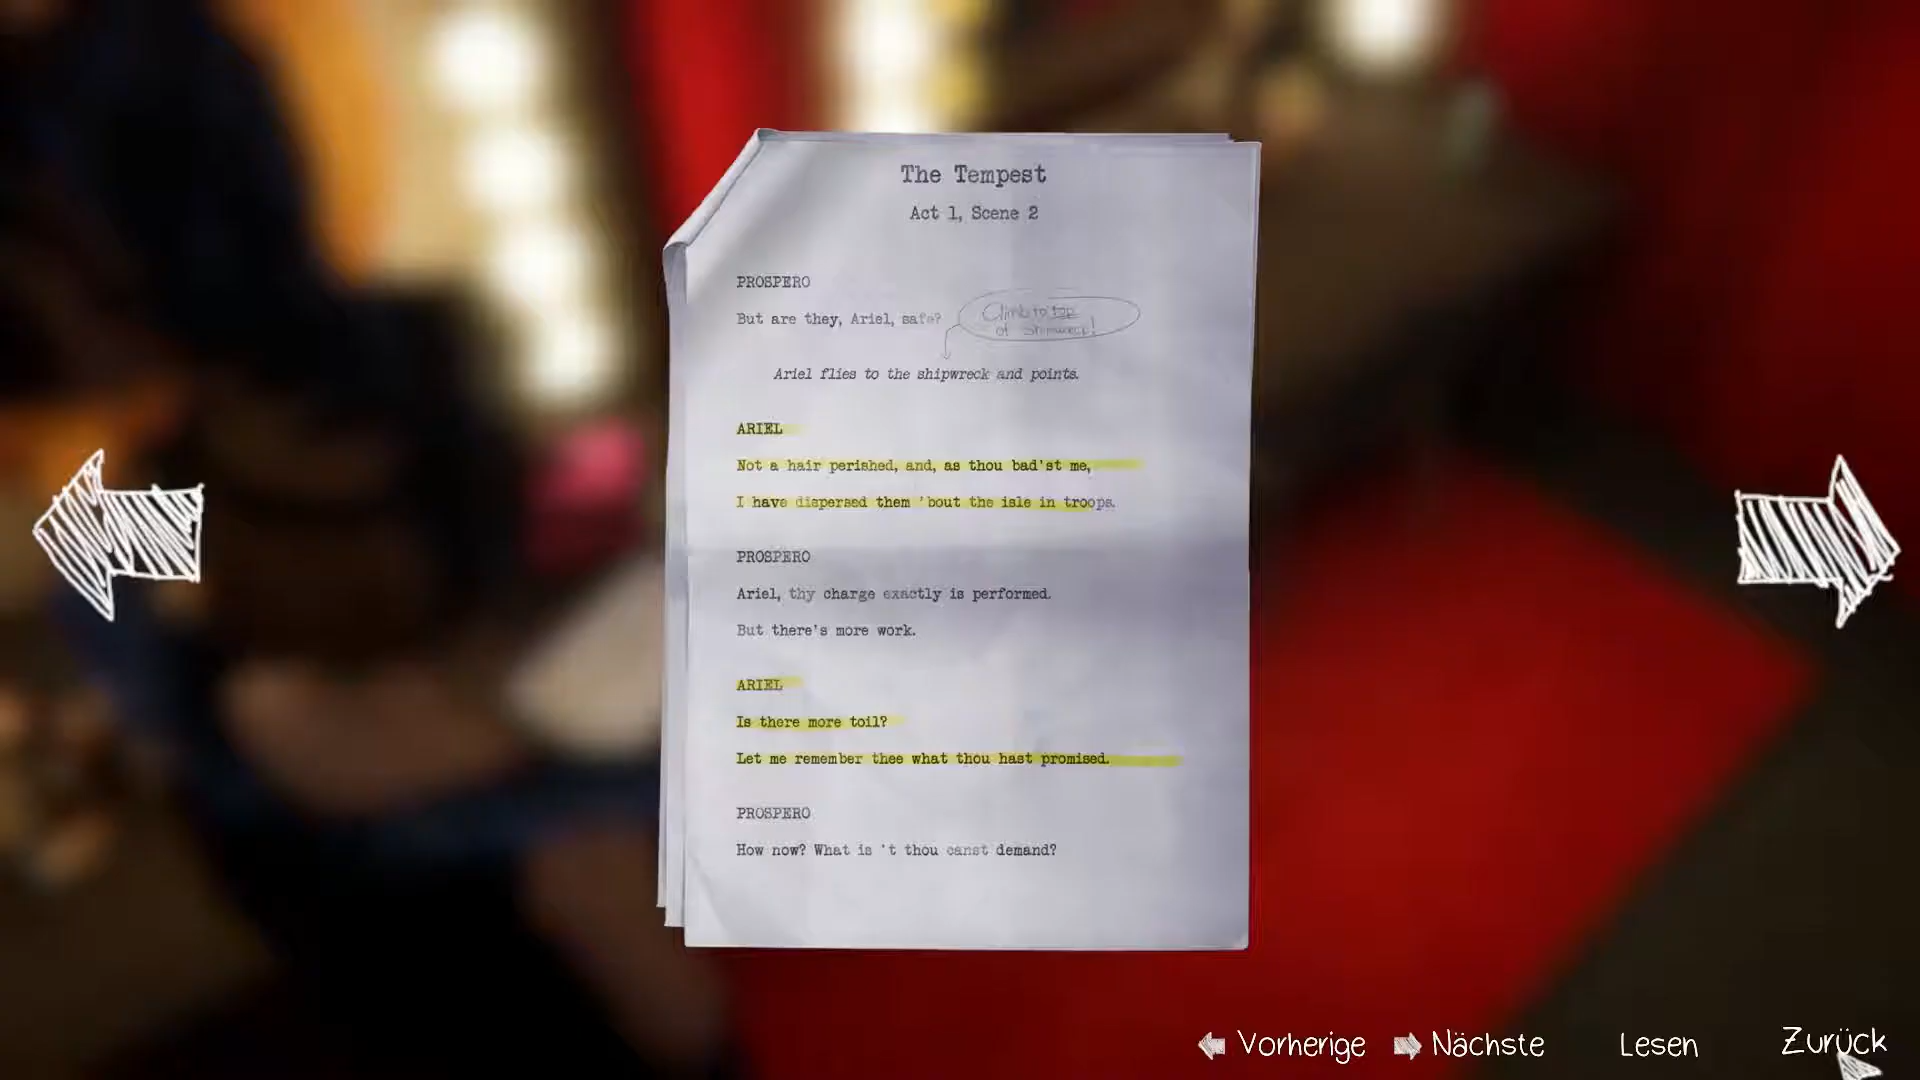 The Tempest
Act 1, Scene 2
PROSPERO
But are they, Ariel, safe?
Climb to top
of shipwreck!
Ariel flies to the shipwreck and points.
ARIEL
Not a hair perished, and, as thou bad'st me,
I have dispersed them 'bout the isle in troops.
PROSPERO
Ariel, thy charge exactly is performed.
But there's more work.
ARIEL
Is there more toil?
Let me remember thee what thou hast promised.
PROSPERO
How now? What is 't thou canst demand?
Vorherige Nächste Lesen Zurück